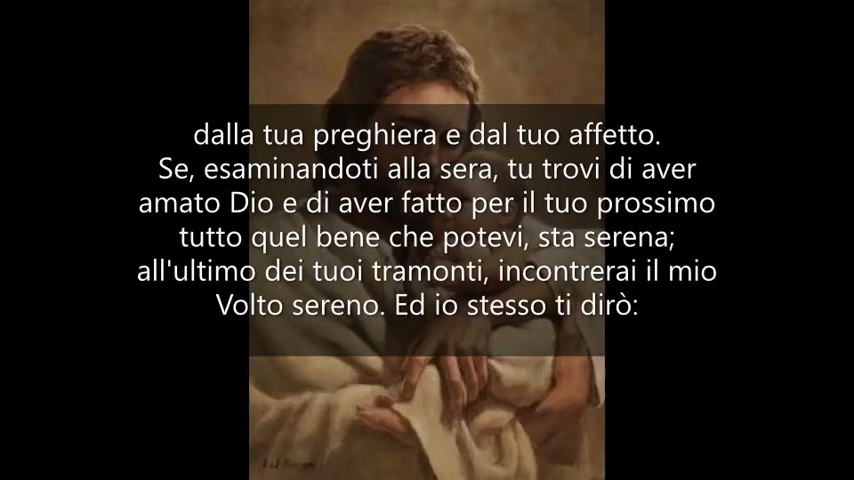 dalla tua preghiera e dal tuo affetto.
Se, esaminandoti alla sera, tu trovi di aver
amato Dio e di aver fatto per il tuo prossimo
tutto quel bene che potevi, sta serena;
all'ultimo dei tuoi tramonti, incontrerai il mio
Volto sereno. Ed io stesso ti dirò: